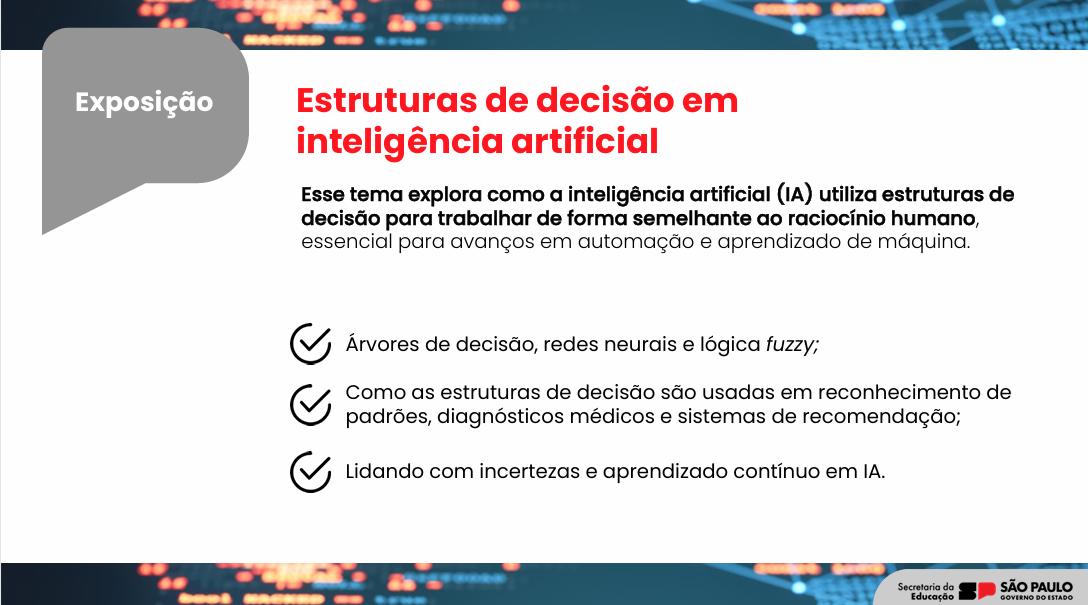 Exposição
Estruturas de decisão em
inteligência artificial
Esse tema explora como a inteligência artificial (IA) utiliza estruturas de
decisão para trabalhar de forma semelhante ao raciocínio humano,
essencial para avanços em automação e aprendizado de máquina.
Árvores de decisão, redes neurais e lógica fuzzy;
Como as estruturas de decisão são usadas em reconhecimento de
padrões, diagnósticos médicos e sistemas de recomendação;
Lidando com incertezas e aprendizado contínuo em IA.
Secretaria da
Educação
SÃO PAULO
GOVERNO DO ESTADO